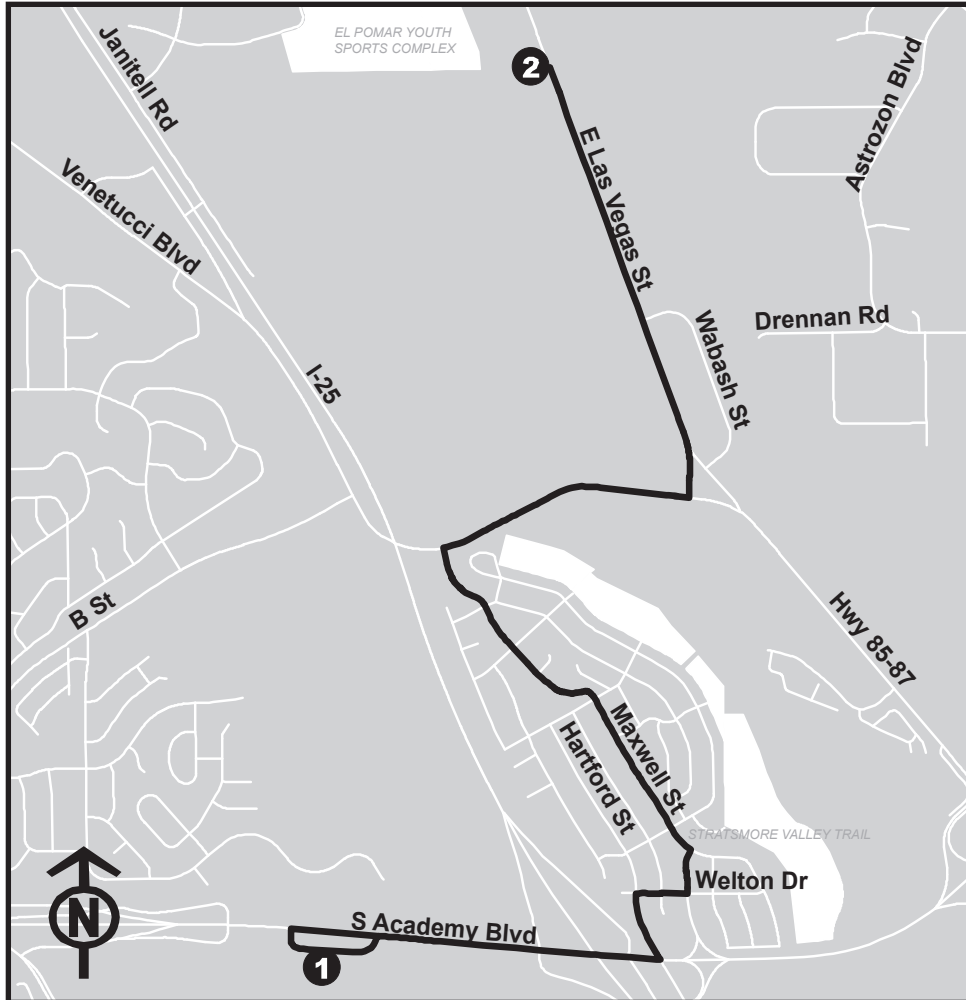 EL POMAR YOUTH
SPORTS COMPLEX
2
Janitell Rd
Astrozon Blvd
E Las Vegas St
Venetucci Blvd
Drennan Rd
Wabash St
I-25
B St
Hwy 85-87
Maxwell St
Hartford St
STRATSMORE VALLEY TRAIL
Welton Dr
N
S Academy Blvd
1